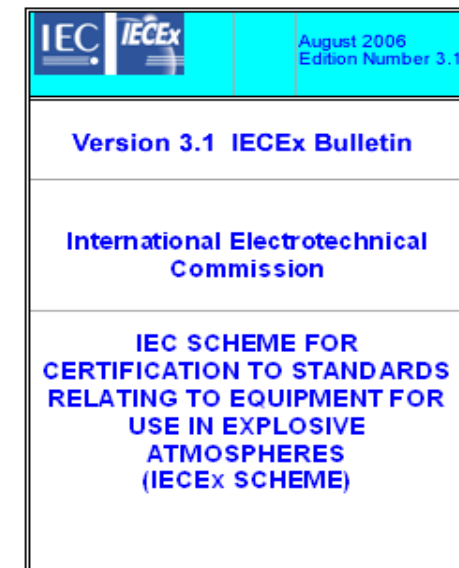 IEC IECEx
August 2006
Edition Number 3.1
Version 3.1 IECEx Bulletin
International Electrotechnical
Commission
IEC SCHEME FOR
CERTIFICATION TO STANDARDS
RELATING TO EQUIPMENT FOR
USE IN EXPLOSIVE
ATMOSPHERES
(IECEx SCHEME)